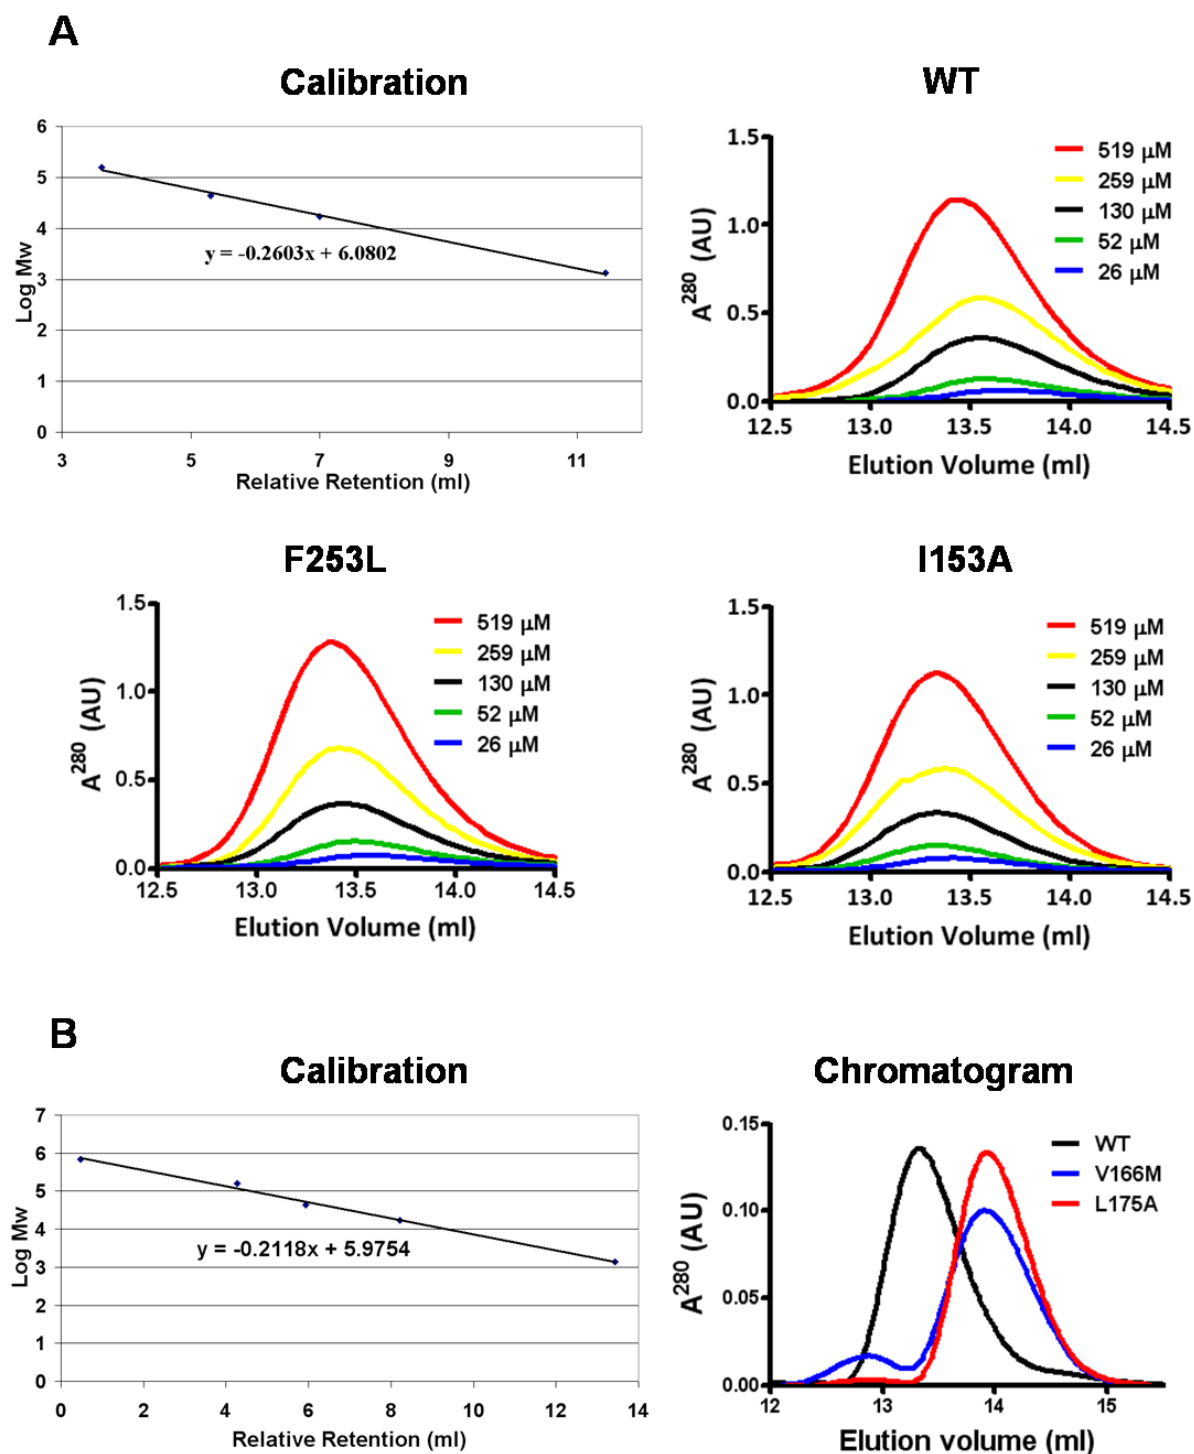 A
Calibration
6
5
4
3
2
1
0
Log Mw
y = -0.2603x + 6.0802
3 5 7 9 11
Relative Retention (ml)
WT
1.5
1.0
0.5
0.0
A280 (AU)
519 μM
259 μM
130 μM
52 μM
26 μM
12.5 13.0 13.5 14.0 14.5
Elution Volume (ml)
F253L
1.5
1.0
0.5
0.0
A280 (AU)
519 μM
259 μM
130 μM
52 μM
26 μM
12.5 13.0 13.5 14.0 14.5
Elution Volume (ml)
I153A
1.5
1.0
0.5
0.0
A280 (AU)
519 μM
259 μM
130 μM
52 μM
26 μM
12.5 13.0 13.5 14.0 14.5
Elution Volume (ml)
B
Calibration
7
6
5
4
3
2
1
0
Log Mw
y = -0.2118x + 5.9754
0 2 4 6 8 10 12 14
Relative Retention (ml)
Chromatogram
0.15
0.10
0.05
0.00
A280 (AU)
WT
V166M
L175A
12 13 14 15
Elution volume (ml)